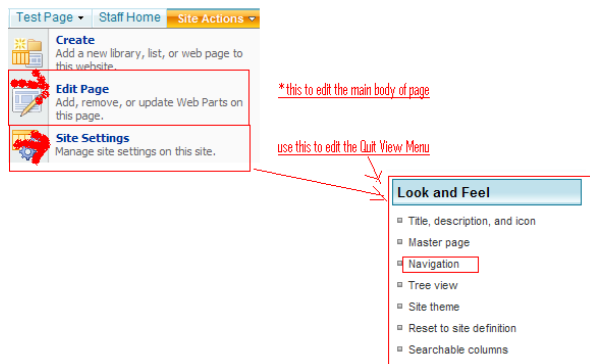 Test Page Staff Home Site Actions
Create
Add a new library, list, or web page to
this website.
Edit Page
Add, remove, or update Web Parts on
this page.
*this to edit the main body of page
Site Settings
Manage site settings on this site.
use this to edit the Quit View Menu
Look and Feel
Title, description, and icon
Master page
Navigation
Tree view
Site theme
Reset to site definition
Searchable columns